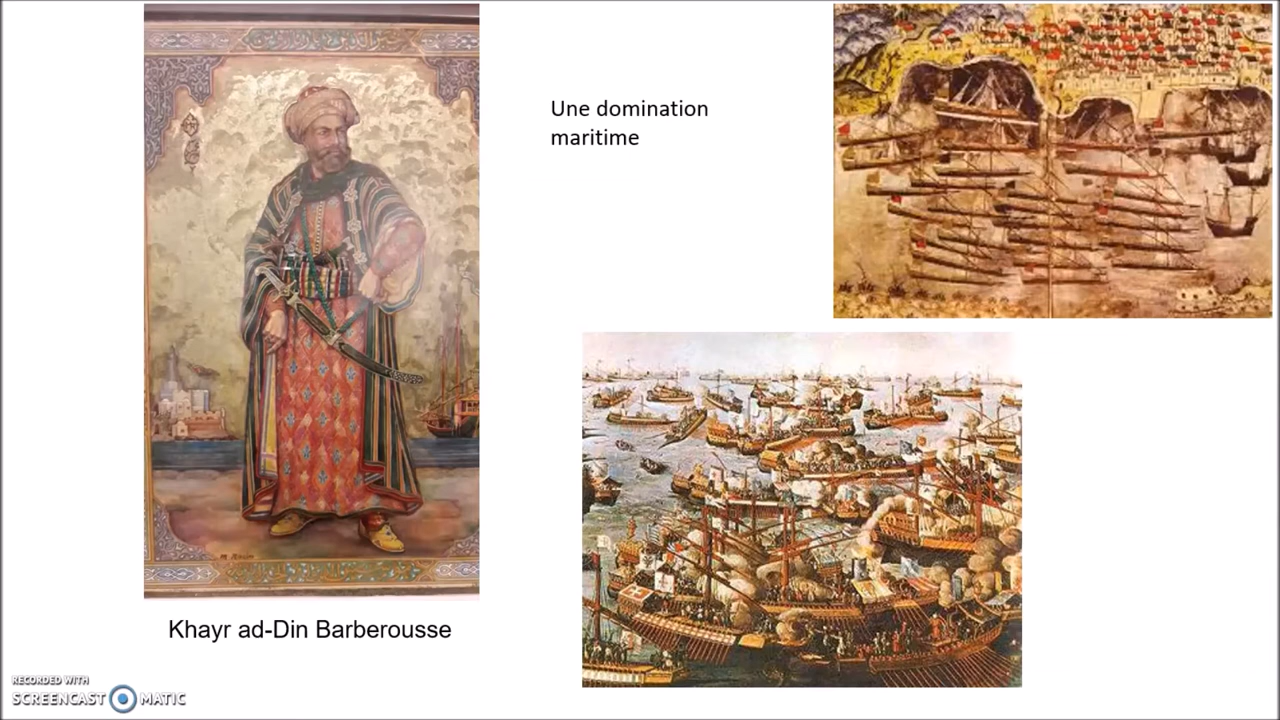 Une domination
maritime
Khayr ad-Din Barberousse
RECORDED WITH
SCREENCAST MATIC